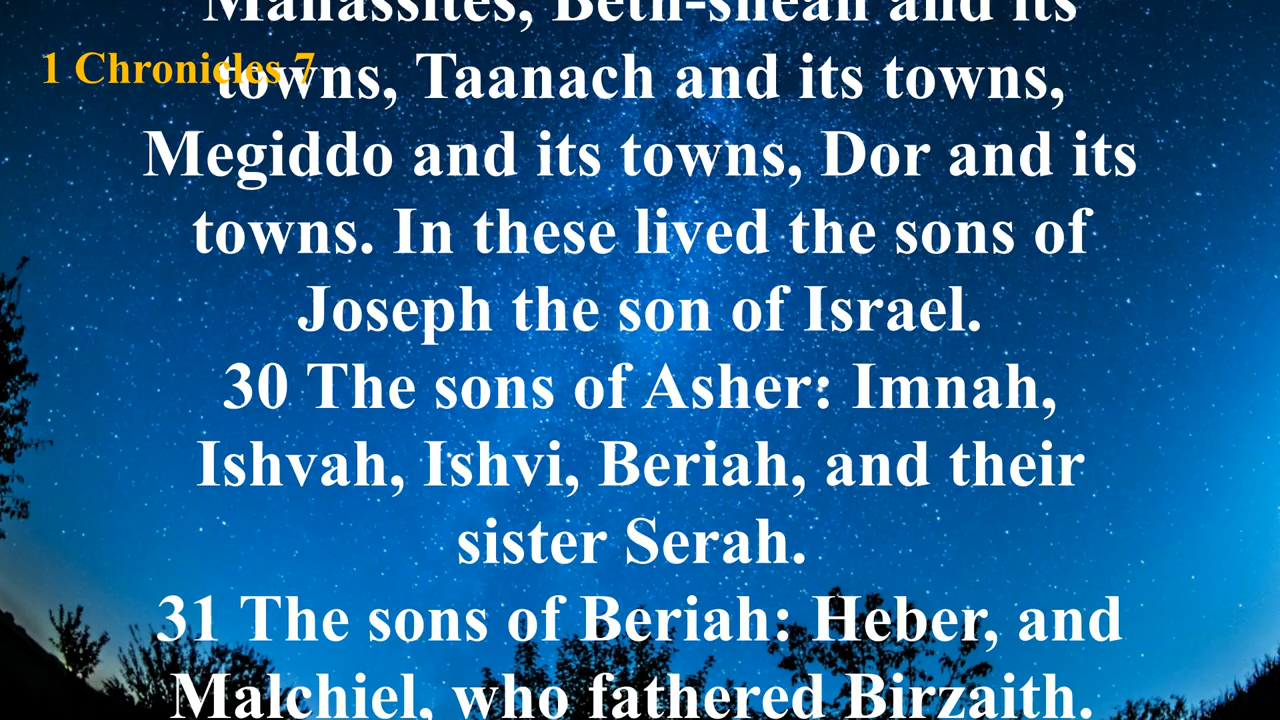 Manassites, Beth-shean and its
1 Chronicles 7
towns, Taanach and its towns,
Megiddo and its towns, Dor and its
towns. In these lived the sons of
Joseph the son of Israel.
30 The sons of Asher: Imnah,
Ishvah, Ishvi, Beriah, and their
sister Serah.
31 The sons of Beriah: Heber, and
Malchiel, who fathered Birzaith.